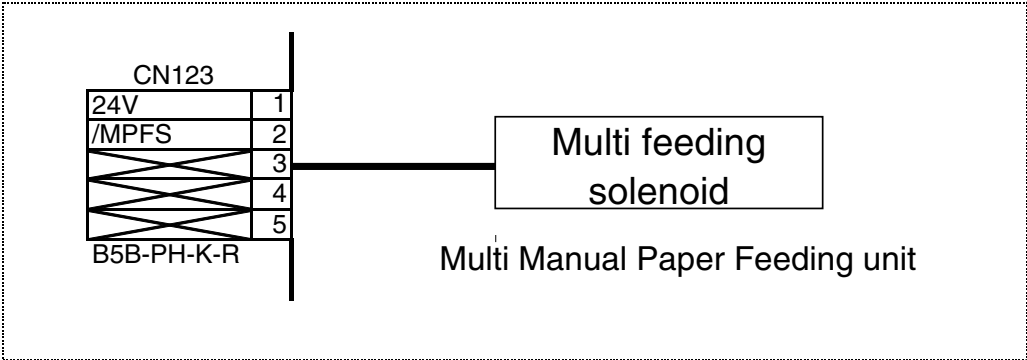 CN123
24V 1
/MPFS 2
3
4
5
B5B-PH-K-R
Multi feeding
solenoid
Multi Manual Paper Feeding unit